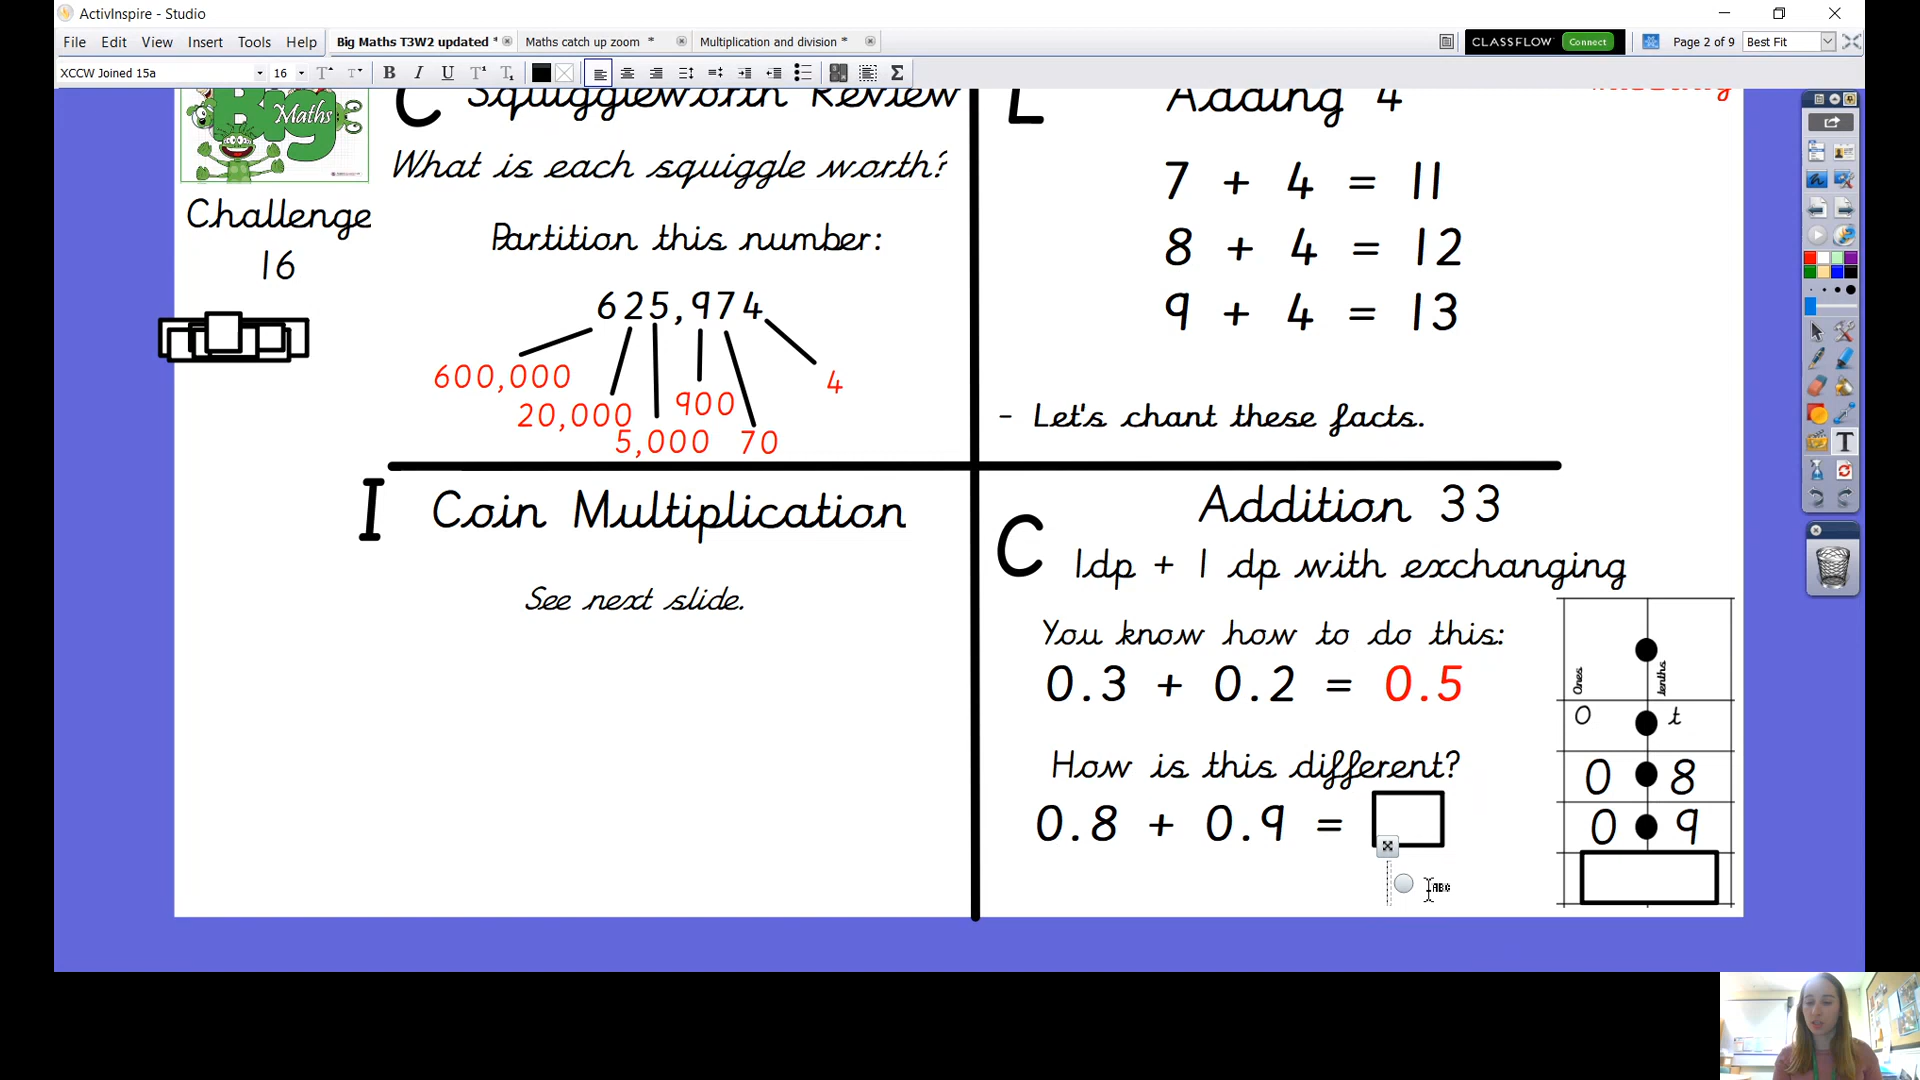 ActivInspire - Studio
File Edit View Insert Tools Help
Big Maths T3W2 updated *
Maths catch up zoom *
Multiplication and division *
CLASSFLOW Connect
Page 2 of 9
Best Fit
XCCW Joined 15a
16
B I U
Big Maths
Challenge
16
C Squiggleworth Review
What is each squiggle worth?
Partition this number:
625,974
600,000
20,000
5,000
900
70
4
L Adding 4
7 + 4 = 11
8 + 4 = 12
9 + 4 = 13
- Let's chant these facts.
I Coin Multiplication
See next slide.
C Addition 33
1dp + 1 dp with exchanging
You know how to do this:
0.3 + 0.2 = 0.5
How is this different?
0.8 + 0.9 =
ABC
Ones tenths
O t
0 8
0 9